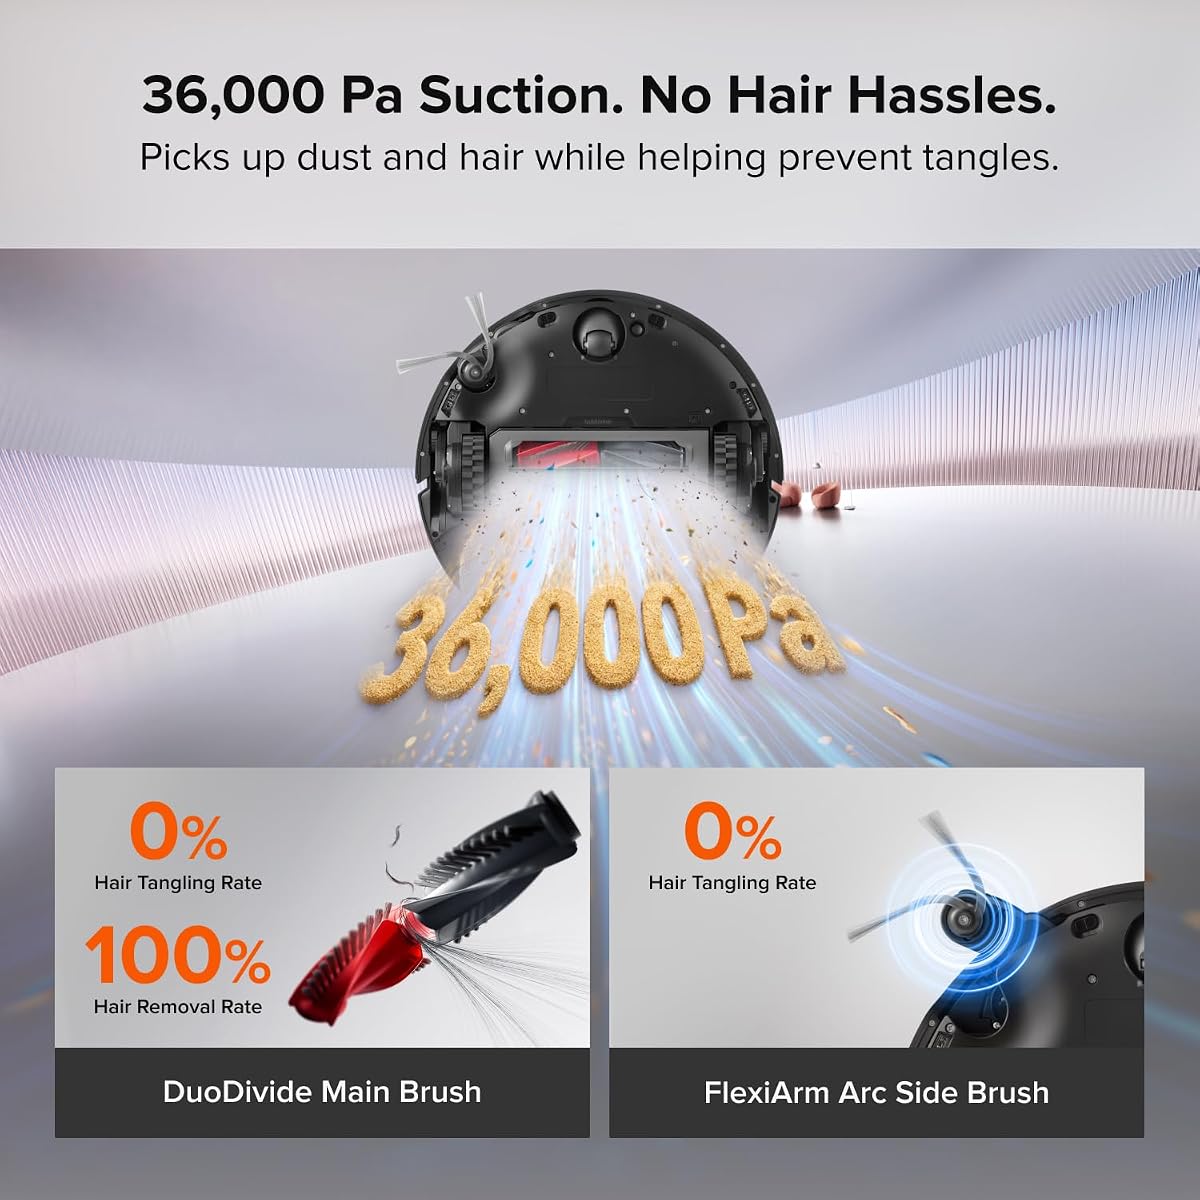 36,000 Pa Suction. No Hair Hassles.
Picks up dust and hair while helping prevent tangles.
36,000Pa
0%
Hair Tangling Rate
100%
Hair Removal Rate
DuoDivide Main Brush
0%
Hair Tangling Rate
FlexiArm Arc Side Brush